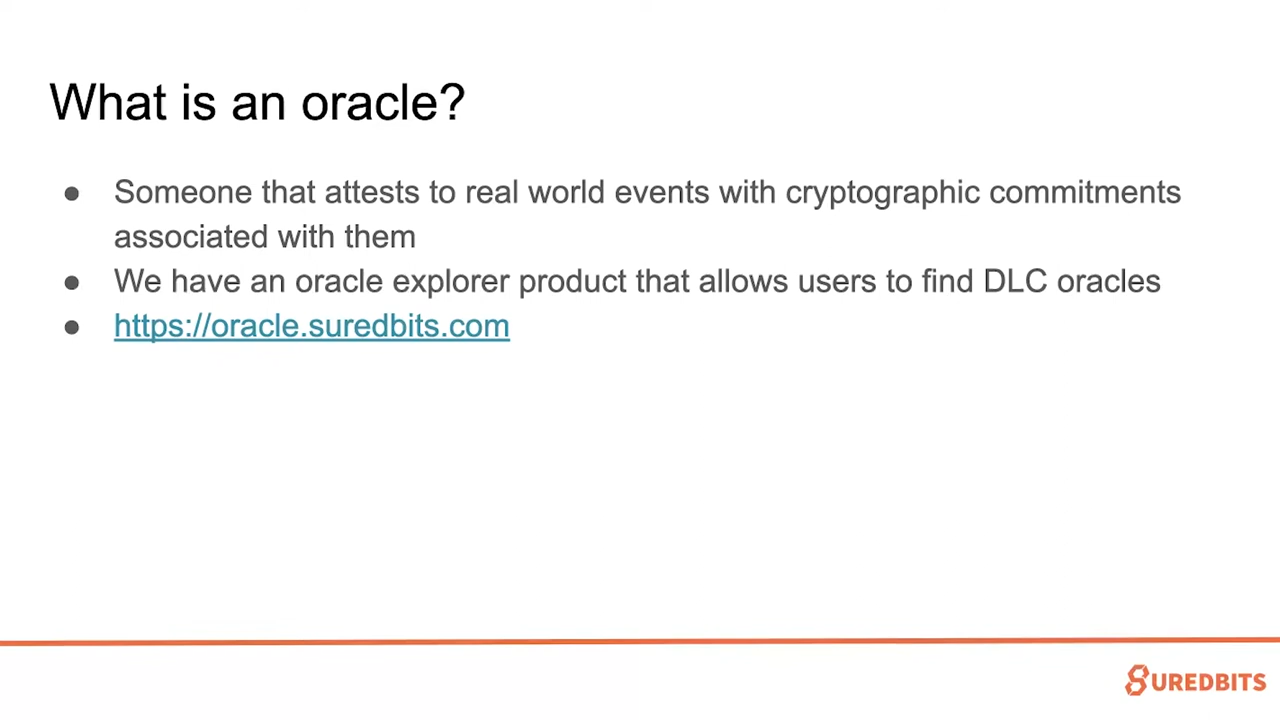 What is an oracle?
● Someone that attests to real world events with cryptographic commitments
associated with them
● We have an oracle explorer product that allows users to find DLC oracles
● https://oracle.suredbits.com
SUREDBITS